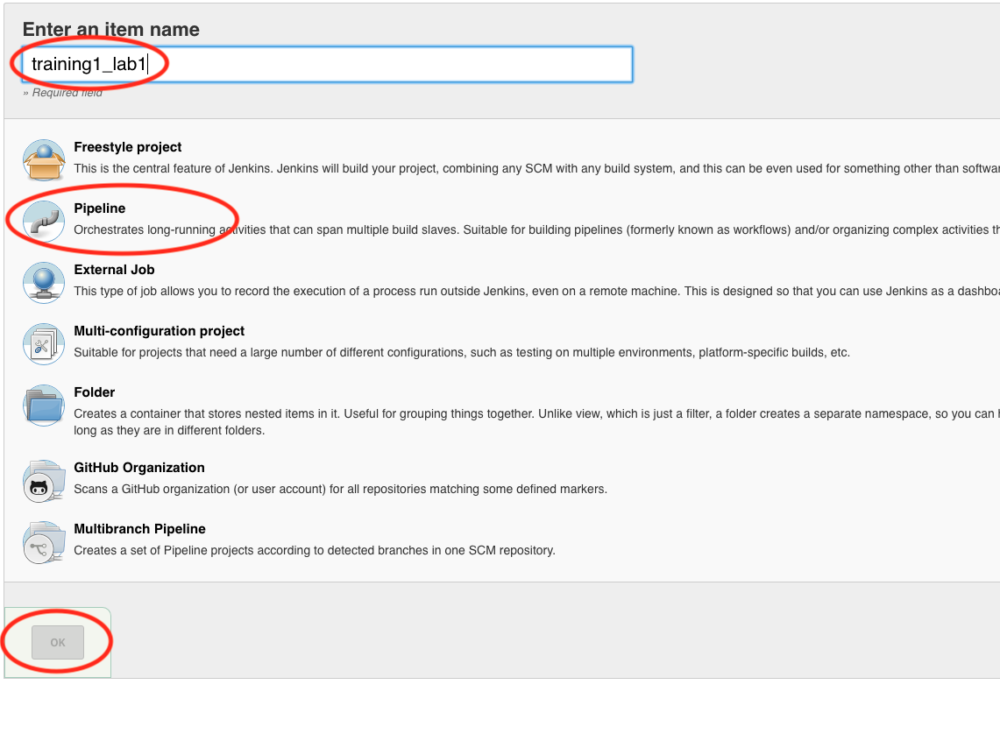 Enter an item name
training1_lab1
» Required field
Freestyle project
This is the central feature of Jenkins. Jenkins will build your project, combining any SCM with any build system, and this can be even used for something other than
Pipeline
Orchestrates long-running activities that can span multiple build slaves. Suitable for building pipelines (formerly known as workflows) and/or organizing complex activities
External Job
This type of job allows you to record the execution of a process run outside Jenkins, even on a remote machine. This is designed so that you can use Jenkins as a
Multi-configuration project
Suitable for projects that need a large number of different configurations, such as testing on multiple environments, platform-specific builds, etc.
Folder
Creates a container that stores nested items in it. Useful for grouping things together. Unlike view, which is just a filter, a folder creates a separate namespace, so you can
long as they are in different folders.
GitHub Organization
Scans a GitHub organization (or user account) for all repositories matching some defined markers.
Multibranch Pipeline
Creates a set of Pipeline projects according to detected branches in one SCM repository.
OK